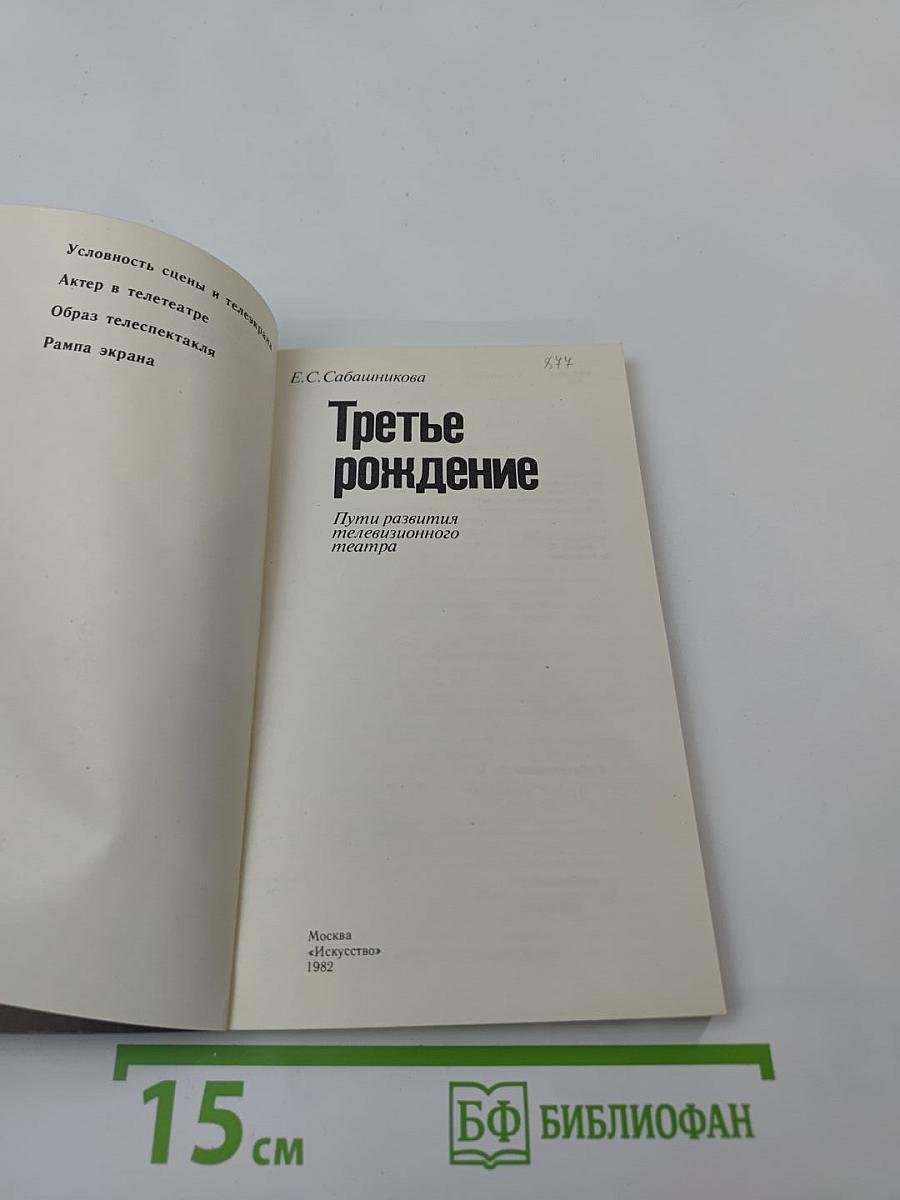 Условность сцены и телеэкрана
Актер в телетеатре
Образ телеспектакля
Рампа экрана
877
Е.С.Сабашникова
Третье
рождение
Пути развития
телевизионного
театра
Москва
«Искусство»
1982
15 см
БФ БИБЛИОФАН